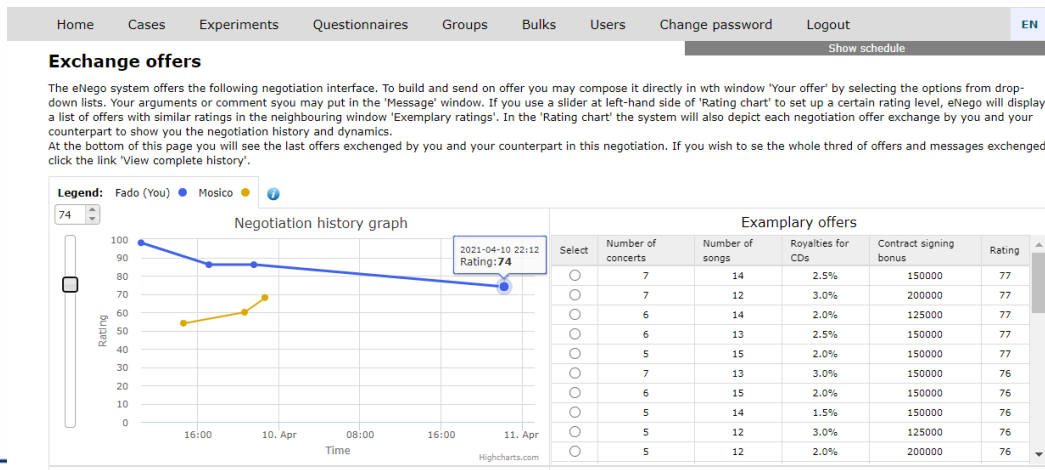 Home Cases Experiments Questionnaires Groups Bulks Users Change password Logout EN
Show schedule
Exchange offers
The eNego system offers the following negotiation interface. To build and send on offer you may compose it directly in wth window 'Your offer' by selecting the options from drop-
down lists. Your arguments or comment syou may put in the 'Message' window. If you use a slider at left-hand side of 'Rating chart' to set up a certain rating level, eNego will display
a list of offers with similar ratings in the neighbouring window 'Exemplary ratings'. In the 'Rating chart' the system will also depict each negotiation offer exchange by you and your
counterpart to show you the negotiation history and dynamics.
At the bottom of this page you will see the last offers exchenged by you and your counterpart in this negotiation. If you wish to se the whole thred of offers and messages exchenged
click the link 'View complete history'.
Legend: Fado (You) Mosico
74
Negotiation history graph
100
90
80
70
60
50
40
30
20
10
0
Rating
2021-04-10 22:12
Rating:74
16:00 10. Apr 08:00 16:00 11. Apr
Time
Highcharts.com
Examplary offers
Select Number of concerts Number of songs Royalties for CDs Contract signing bonus Rating
7 14 2.5% 150000 77
7 12 3.0% 200000 77
6 14 2.0% 125000 77
6 13 2.5% 150000 77
5 15 2.0% 150000 77
7 13 3.0% 150000 76
6 15 2.0% 150000 76
5 14 1.5% 150000 76
5 12 3.0% 125000 76
5 12 2.0% 200000 76